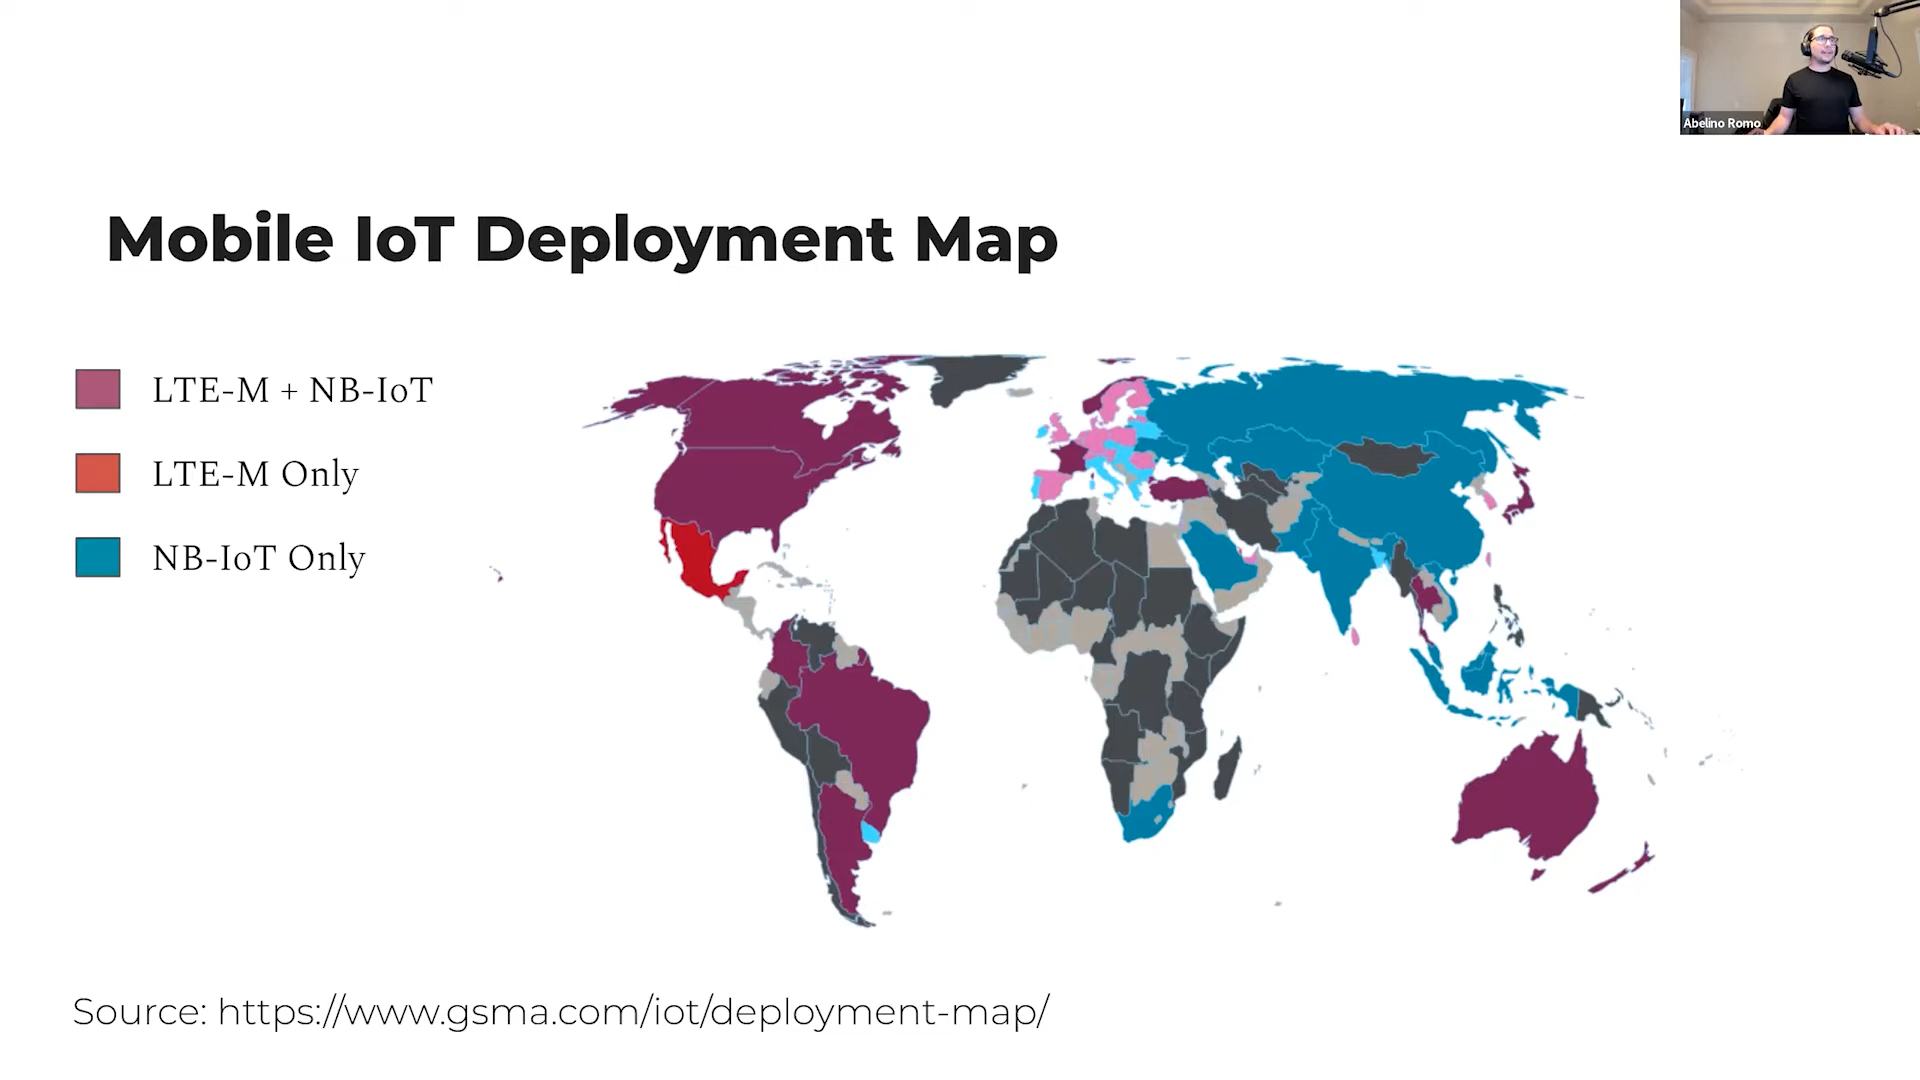 Abelino Romo
Mobile IoT Deployment Map
LTE-M + NB-IoT
LTE-M Only
NB-IoT Only
Source: https://www.gsma.com/iot/deployment-map/